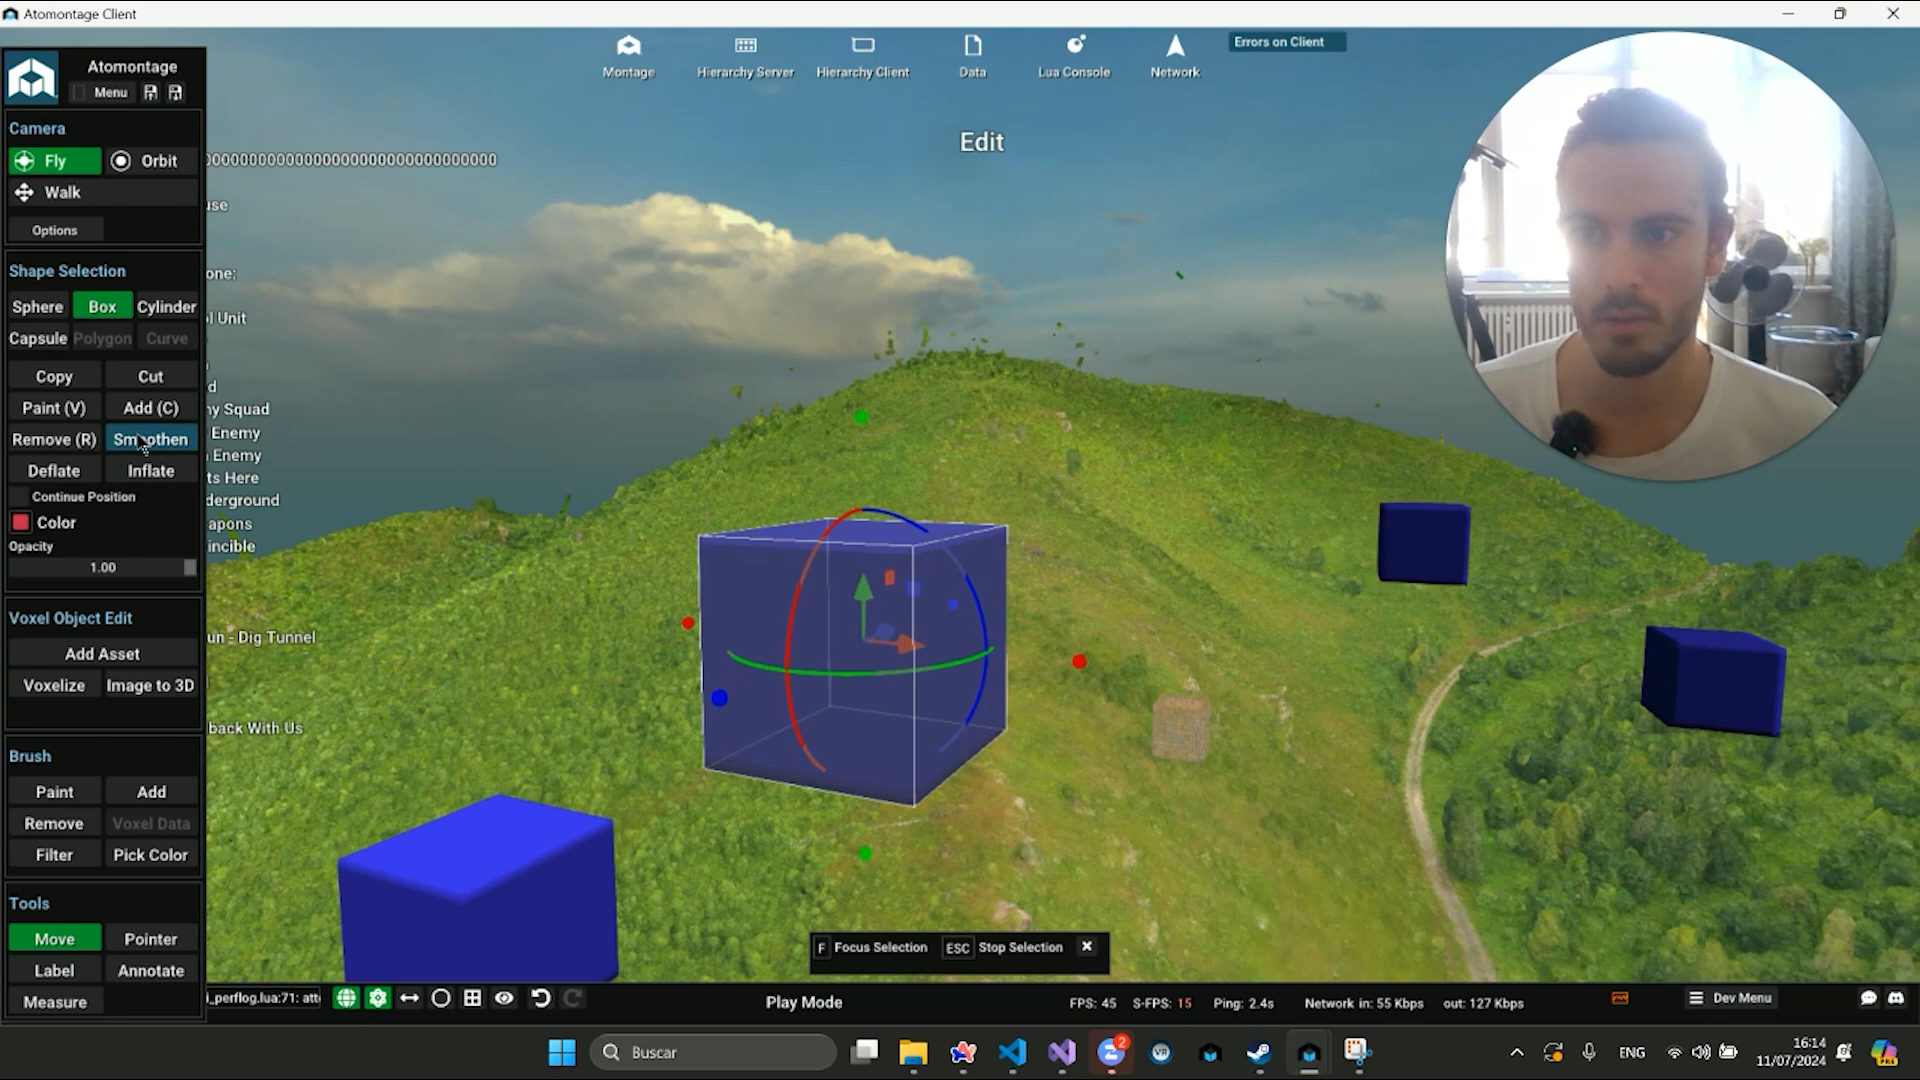 Atomontage Client
Atomontage
Menu
Montage
Hierarchy Server
Hierarchy Client
Data
Lua Console
Network
Errors on Client
Camera
Fly
Orbit
Walk
Options
Edit
0000000000000000000000000000000
use
one:
l Unit
d
ny Squad
Enemy
Enemy
ts Here
derground
apons
incible
un - Dig Tunnel
back With Us
Shape Selection
Sphere Box Cylinder
Capsule Polygon Curve
Copy Cut
Paint (V) Add (C)
Remove (R) Smoothen
Deflate Inflate
Continue Position
Color
Opacity
1.00
Voxel Object Edit
Add Asset
Voxelize Image to 3D
Brush
Paint Add
Remove Voxel Data
Filter Pick Color
Tools
Move Pointer
Label Annotate
Measure
F Focus Selection ESC Stop Selection
i_perflog.lua:71: att
Play Mode
FPS: 45 S-FPS: 15 Ping: 2.4s Network in: 55 Kbps out: 127 Kbps
Dev Menu
Buscar
2
VR
ENG
16:14
11/07/2024
PRE